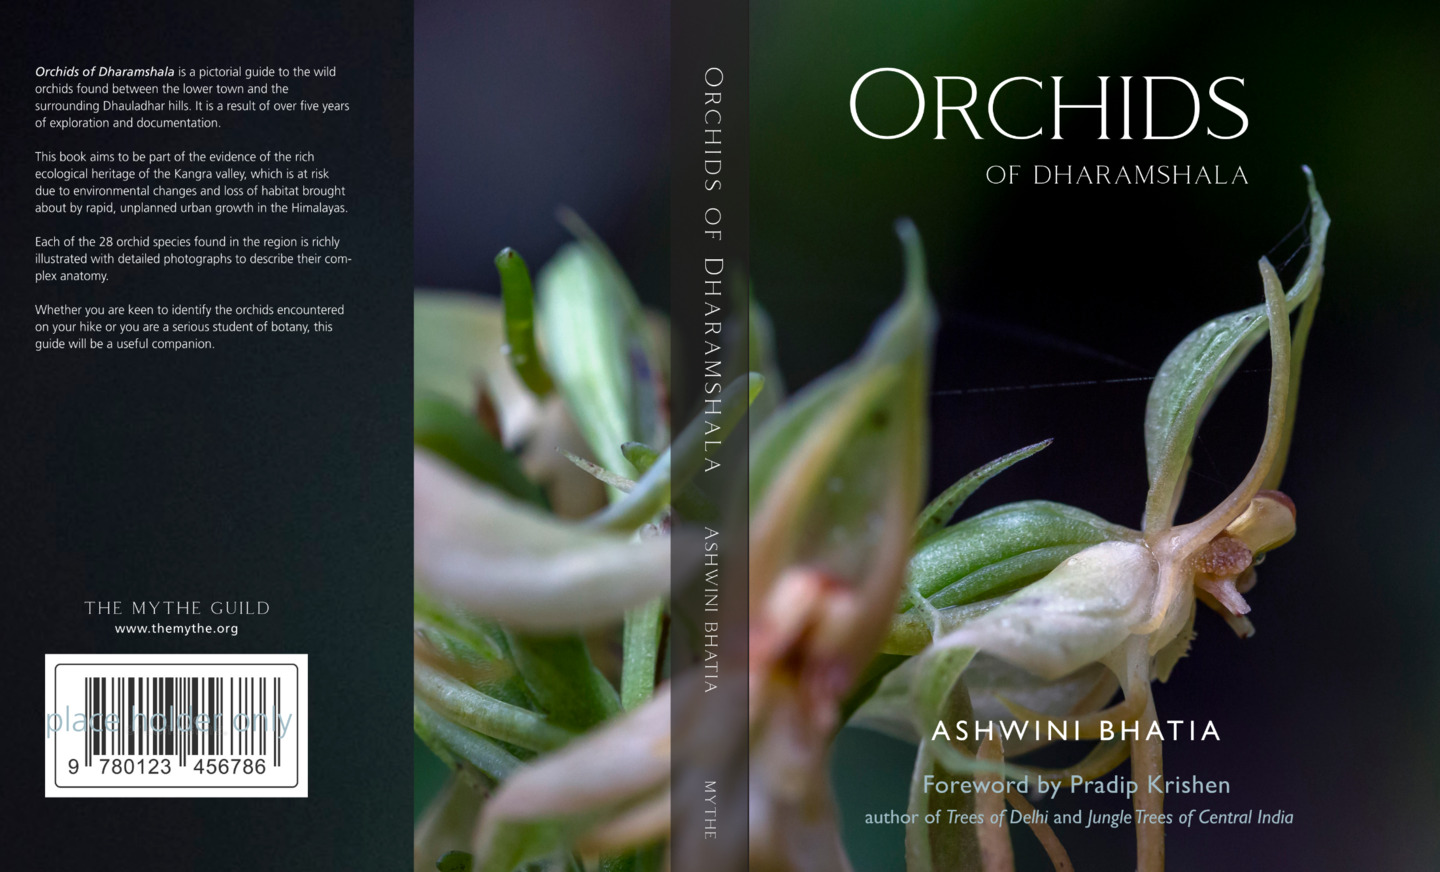 Orchids of Dharamshala is a pictorial guide to the wild
orchids found between the lower town and the
surrounding Dhauladhar hills. It is a result of over five years
of exploration and documentation.
This book aims to be part of the evidence of the rich
ecological heritage of the Kangra valley, which is at risk
due to environmental changes and loss of habitat brought
about by rapid, unplanned urban growth in the Himalayas.
Each of the 28 orchid species found in the region is richly
illustrated with detailed photographs to describe their com-
plex anatomy.
Whether you are keen to identify the orchids encountered
on your hike or you are a serious student of botany, this
guide will be a useful companion.
THE MYTHE GUILD
www.themythe.org
place holder only
9 780123 456786
ORCHIDS OF DHARAMSHALA
ASHWINI BHATIA
MYTHE
ORCHIDS
OF DHARAMSHALA
ASHWINI BHATIA
Foreword by Pradip Krishen
author of Trees of Delhi and Jungle Trees of Central India